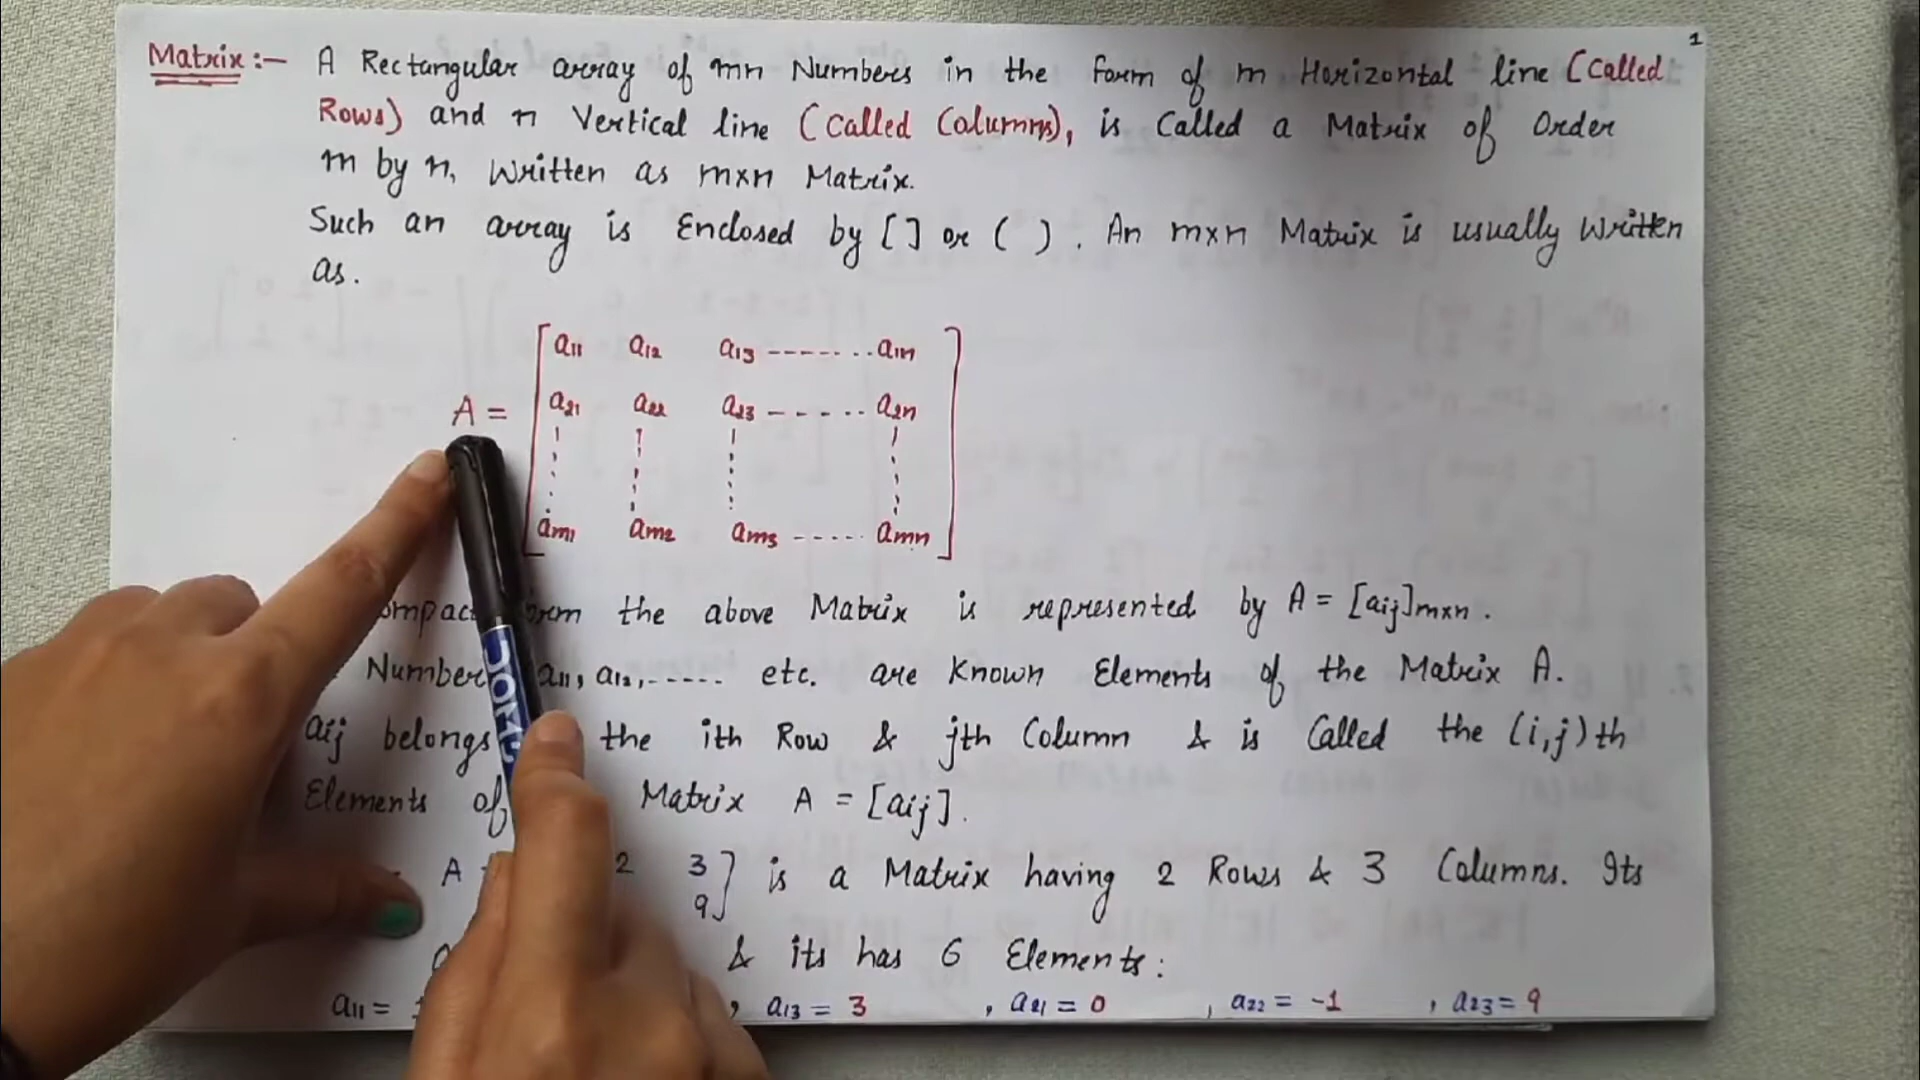 1
Matrix :- A Rectangular array of mn Numbers in the form of m Horizontal line (Called
Rows) and n Vertical line (Called Columns), is Called a Matrix of Order
m by n, Written as m×n Matrix.
Such an array is Enclosed by [ ] or ( ). An m×n Matrix is usually Written
as.
a11 a12 a13 -------.. a1n
A = a21 a22 a23 - - ..... a2n
am1 am2 am3 ..... amn
form the above Matrix is represented by A = [aij]m×n.
Number a11, a12, ----- etc. are Known Elements of the Matrix A.
aij belongs the ith Row & jth Column & is Called the (i,j)th
Elements of Matrix A = [aij].
A 2 3
9 ] is a Matrix having 2 Rows & 3 Columns. Its
& its has 6 Elements:
a11 = , a13 = 3 , a21 = 0 , a22 = -1 , a23 = 9
DOMS